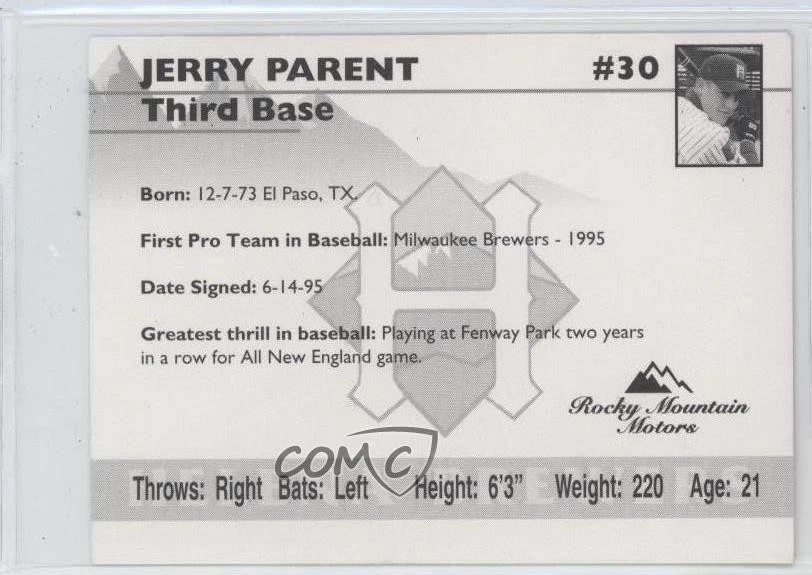 JERRY PARENT #30
Third Base
Born: 12-7-73 El Paso, TX.
First Pro Team in Baseball: Milwaukee Brewers - 1995
Date Signed: 6-14-95
Greatest thrill in baseball: Playing at Fenway Park two years
in a row for All New England game.
Rocky Mountain
Motors
COMC
Throws: Right Bats: Left Height: 6'3" Weight: 220 Age: 21